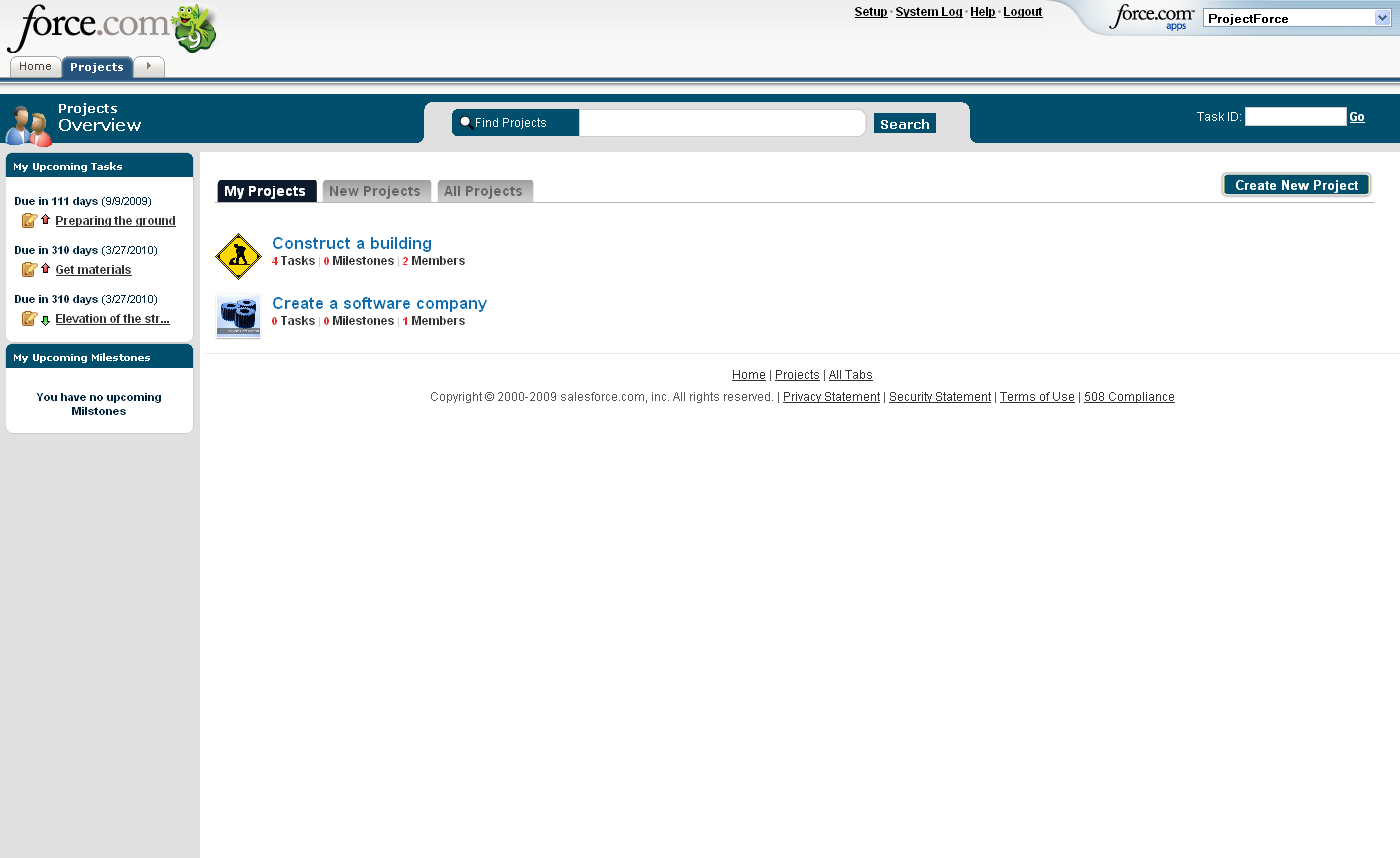 force.com 9
Setup · System Log · Help · Logout
force.com™ apps
ProjectForce
Home Projects
Projects
Overview
Find Projects
Search
Task ID: Go
My Upcoming Tasks
Due in 111 days (9/9/2009)
Preparing the ground
Due in 310 days (3/27/2010)
Get materials
Due in 310 days (3/27/2010)
Elevation of the str...
My Upcoming Milestones
You have no upcoming
Milstones
My Projects New Projects All Projects
Create New Project
Construct a building
4 Tasks | 0 Milestones | 2 Members
Create a software company
0 Tasks | 0 Milestones | 1 Members
Home | Projects | All Tabs
Copyright © 2000-2009 salesforce.com, inc. All rights reserved. | Privacy Statement | Security Statement | Terms of Use | 508 Compliance